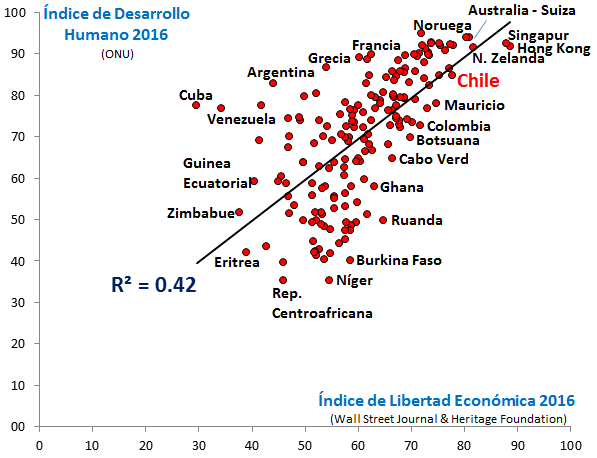 Índice de Desarrollo
Humano 2016
(ONU)
Australia - Suiza
Noruega
Singapur
Francia
Hong Kong
Grecia
N. Zelanda
Argentina
Chile
Cuba
Mauricio
Venezuela
Colombia
Botsuana
Guinea
Ecuatorial
Cabo Verd
Ghana
Zimbabue
Ruanda
Eritrea
Burkina Faso
R² = 0.42
Rep.
Centroafricana
Níger
Índice de Libertad Económica 2016
(Wall Street Journal & Heritage Foundation)
100
90
80
70
60
50
40
30
20
10
00
0 10 20 30 40 50 60 70 80 90 100